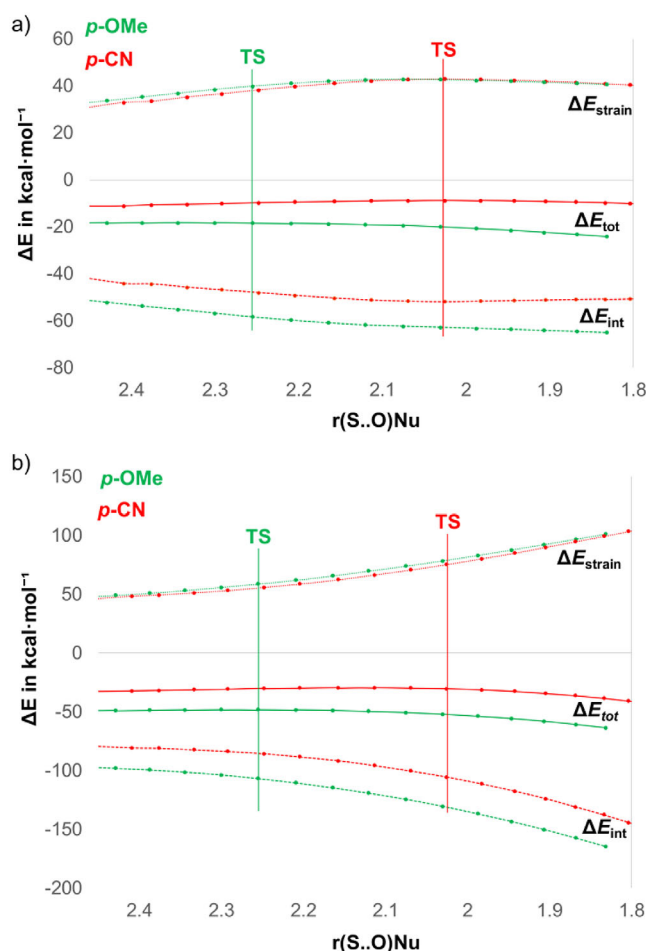 a)
p-OMe
p-CN
TS
TS
60
40
20
0
-20
-40
-60
-80
ΔE in kcal·mol⁻¹
ΔEstrain
ΔEtot
ΔEint
2.4
2.3
2.2
2.1
2
1.9
1.8
r(S..O)Nu
b)
p-OMe
p-CN
TS
TS
150
100
50
0
-50
-100
-150
-200
ΔE in kcal·mol⁻¹
ΔEstrain
ΔEtot
ΔEint
2.4
2.3
2.2
2.1
2
1.9
1.8
r(S..O)Nu